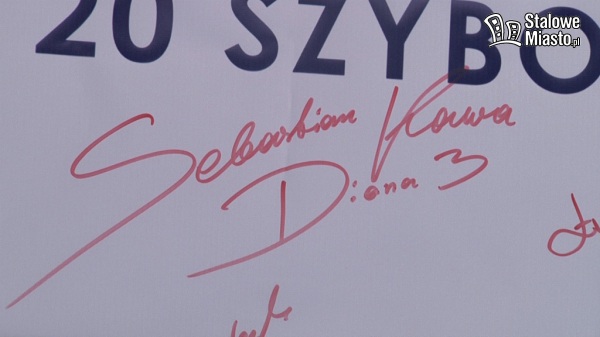 20 SZYBO
Stalowe
Miasto.pl
Sebastian Kawa
Diana 3